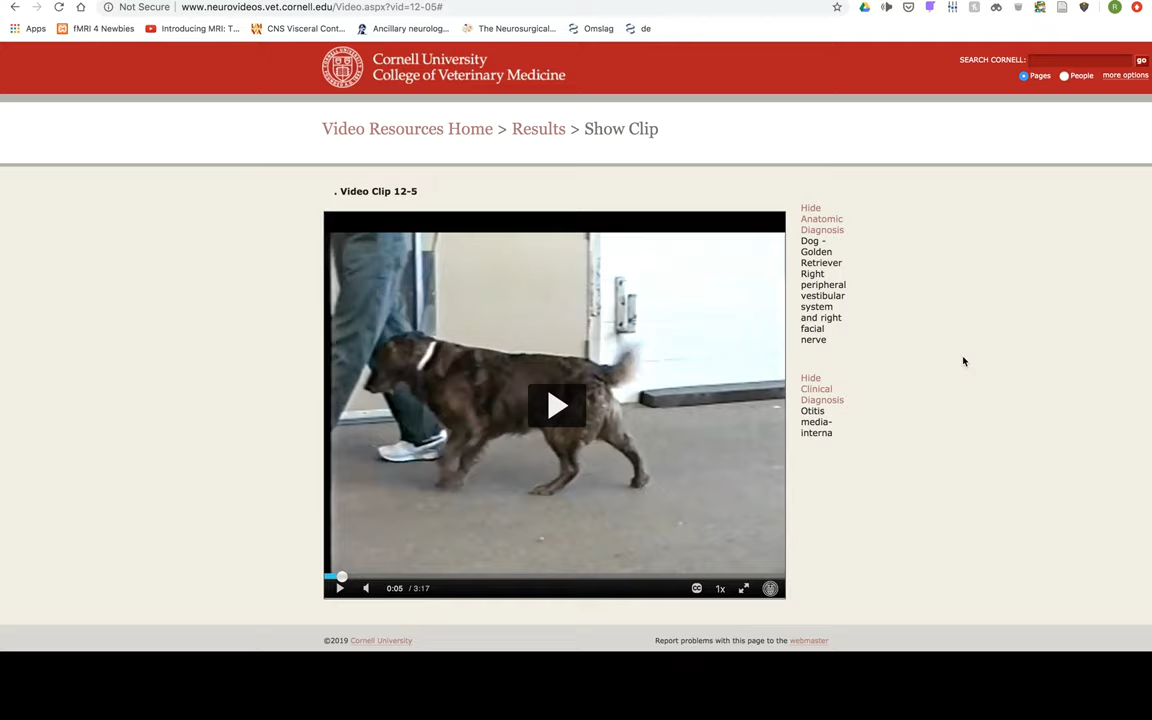 Not Secure | www.neurovideos.vet.cornell.edu/Video.aspx?vid=12-05#
Apps fMRI 4 Newbies Introducing MRI: T... CNS Visceral Cont... Ancillary neurolog... The Neurosurgical... Omslag de
Cornell University
College of Veterinary Medicine
SEARCH CORNELL: go
Pages People more options
Video Resources Home > Results > Show Clip
. Video Clip 12-5
Hide
Anatomic
Diagnosis
Dog -
Golden
Retriever
Right
peripheral
vestibular
system
and right
facial
nerve
Hide
Clinical
Diagnosis
Otitis
media-
interna
0:05 / 3:17 CC 1x
©2019 Cornell University Report problems with this page to the webmaster